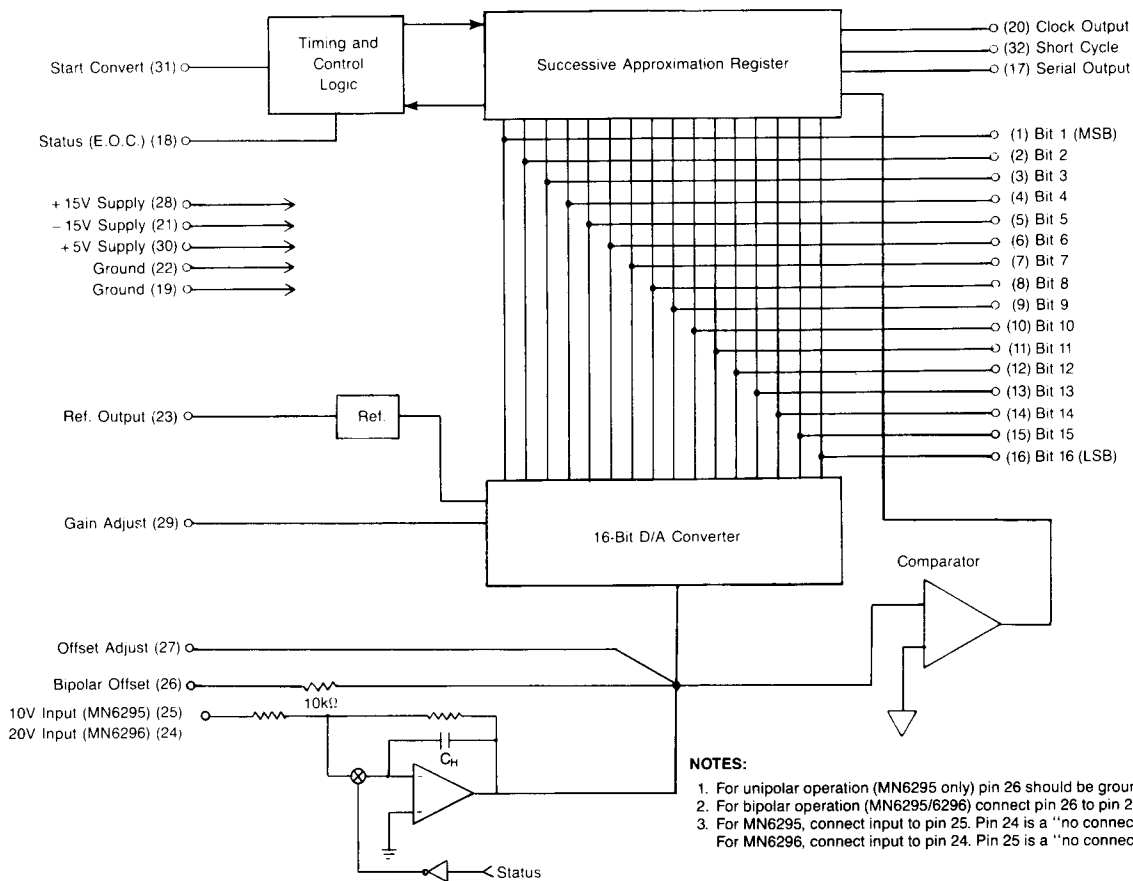 Timing and
Control
Logic
Successive Approximation Register
(20) Clock Output
(32) Short Cycle
(17) Serial Output
Start Convert (31)
Status (E.O.C.) (18)
+15V Supply (28)
-15V Supply (21)
+5V Supply (30)
Ground (22)
Ground (19)
(1) Bit 1 (MSB)
(2) Bit 2
(3) Bit 3
(4) Bit 4
(5) Bit 5
(6) Bit 6
(7) Bit 7
(8) Bit 8
(9) Bit 9
(10) Bit 10
(11) Bit 11
(12) Bit 12
(13) Bit 13
(14) Bit 14
(15) Bit 15
(16) Bit 16 (LSB)
Ref. Output (23)
Ref.
Gain Adjust (29)
16-Bit D/A Converter
Comparator
Offset Adjust (27)
Bipolar Offset (26)
10kΩ
10V Input (MN6295) (25)
20V Input (MN6296) (24)
CH
Status
NOTES:
1. For unipolar operation (MN6295 only) pin 26 should be
2. For bipolar operation (MN6295/6296) connect pin 26 to pin
3. For MN6295, connect input to pin 25. Pin 24 is a "no
For MN6296, connect input to pin 24. Pin 25 is a "no